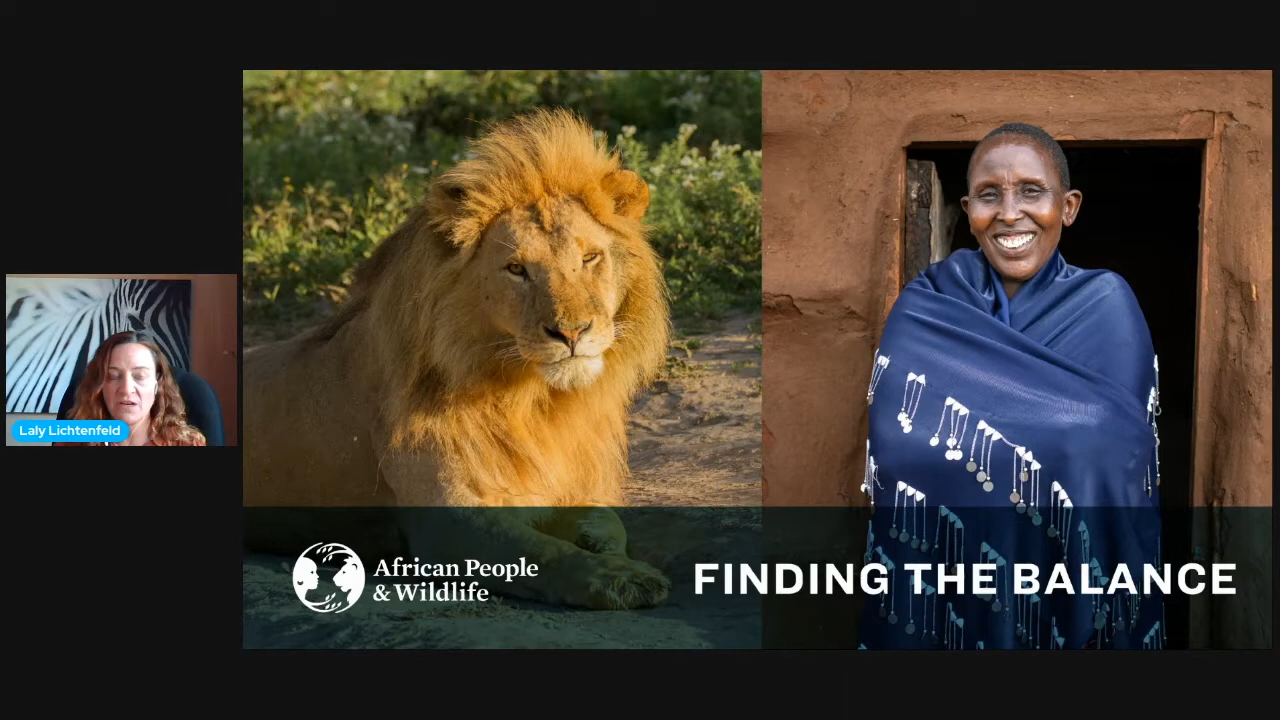 Laly Lichtenfeld
African People
& Wildlife
FINDING THE BALANCE